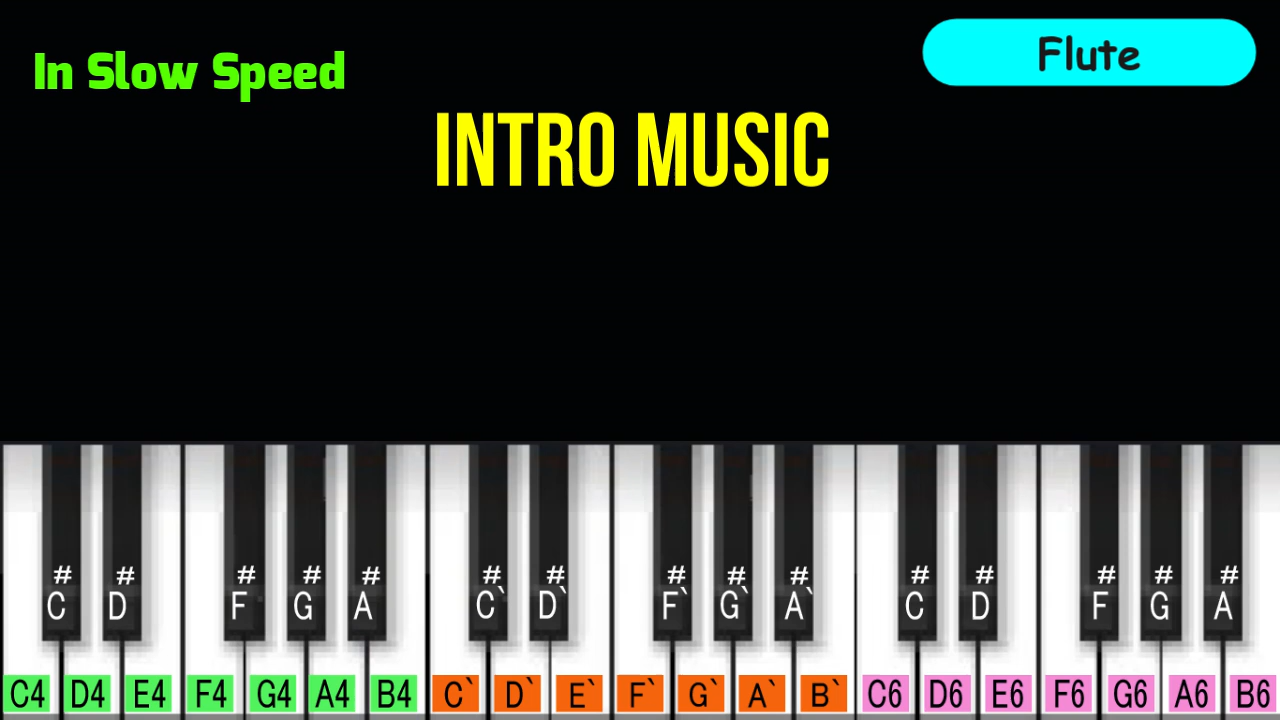 In Slow Speed
Flute
INTRO MUSIC
# # # # # # # # # # # # # # #
C D F G A C` D` F` G` A` C D F G A
C4 D4 E4 F4 G4 A4 B4 C` D` E` F` G` A` B` C6 D6 E6 F6 G6 A6 B6